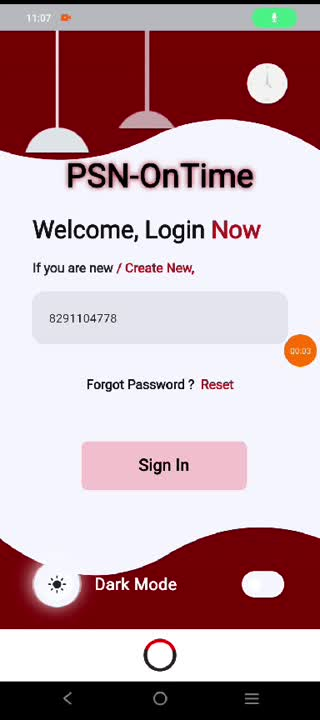 11:07
PSN-OnTime
Welcome, Login Now
If you are new / Create New,
8291104778
00:03
Forgot Password ? Reset
Sign In
Dark Mode